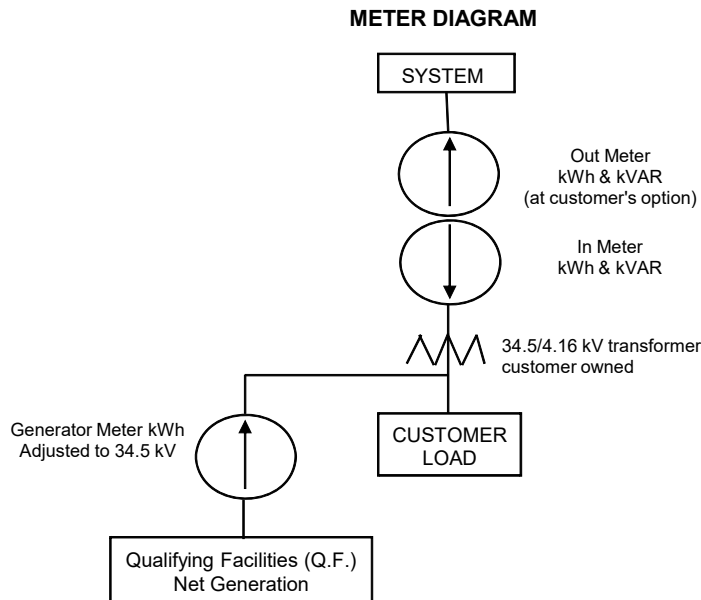 METER DIAGRAM
SYSTEM
Out Meter
kWh & kVAR
(at customer's option)
In Meter
kWh & kVAR
34.5/4.16 kV transformer
customer owned
Generator Meter kWh
Adjusted to 34.5 kV
CUSTOMER
LOAD
Qualifying Facilities (Q.F.)
Net Generation